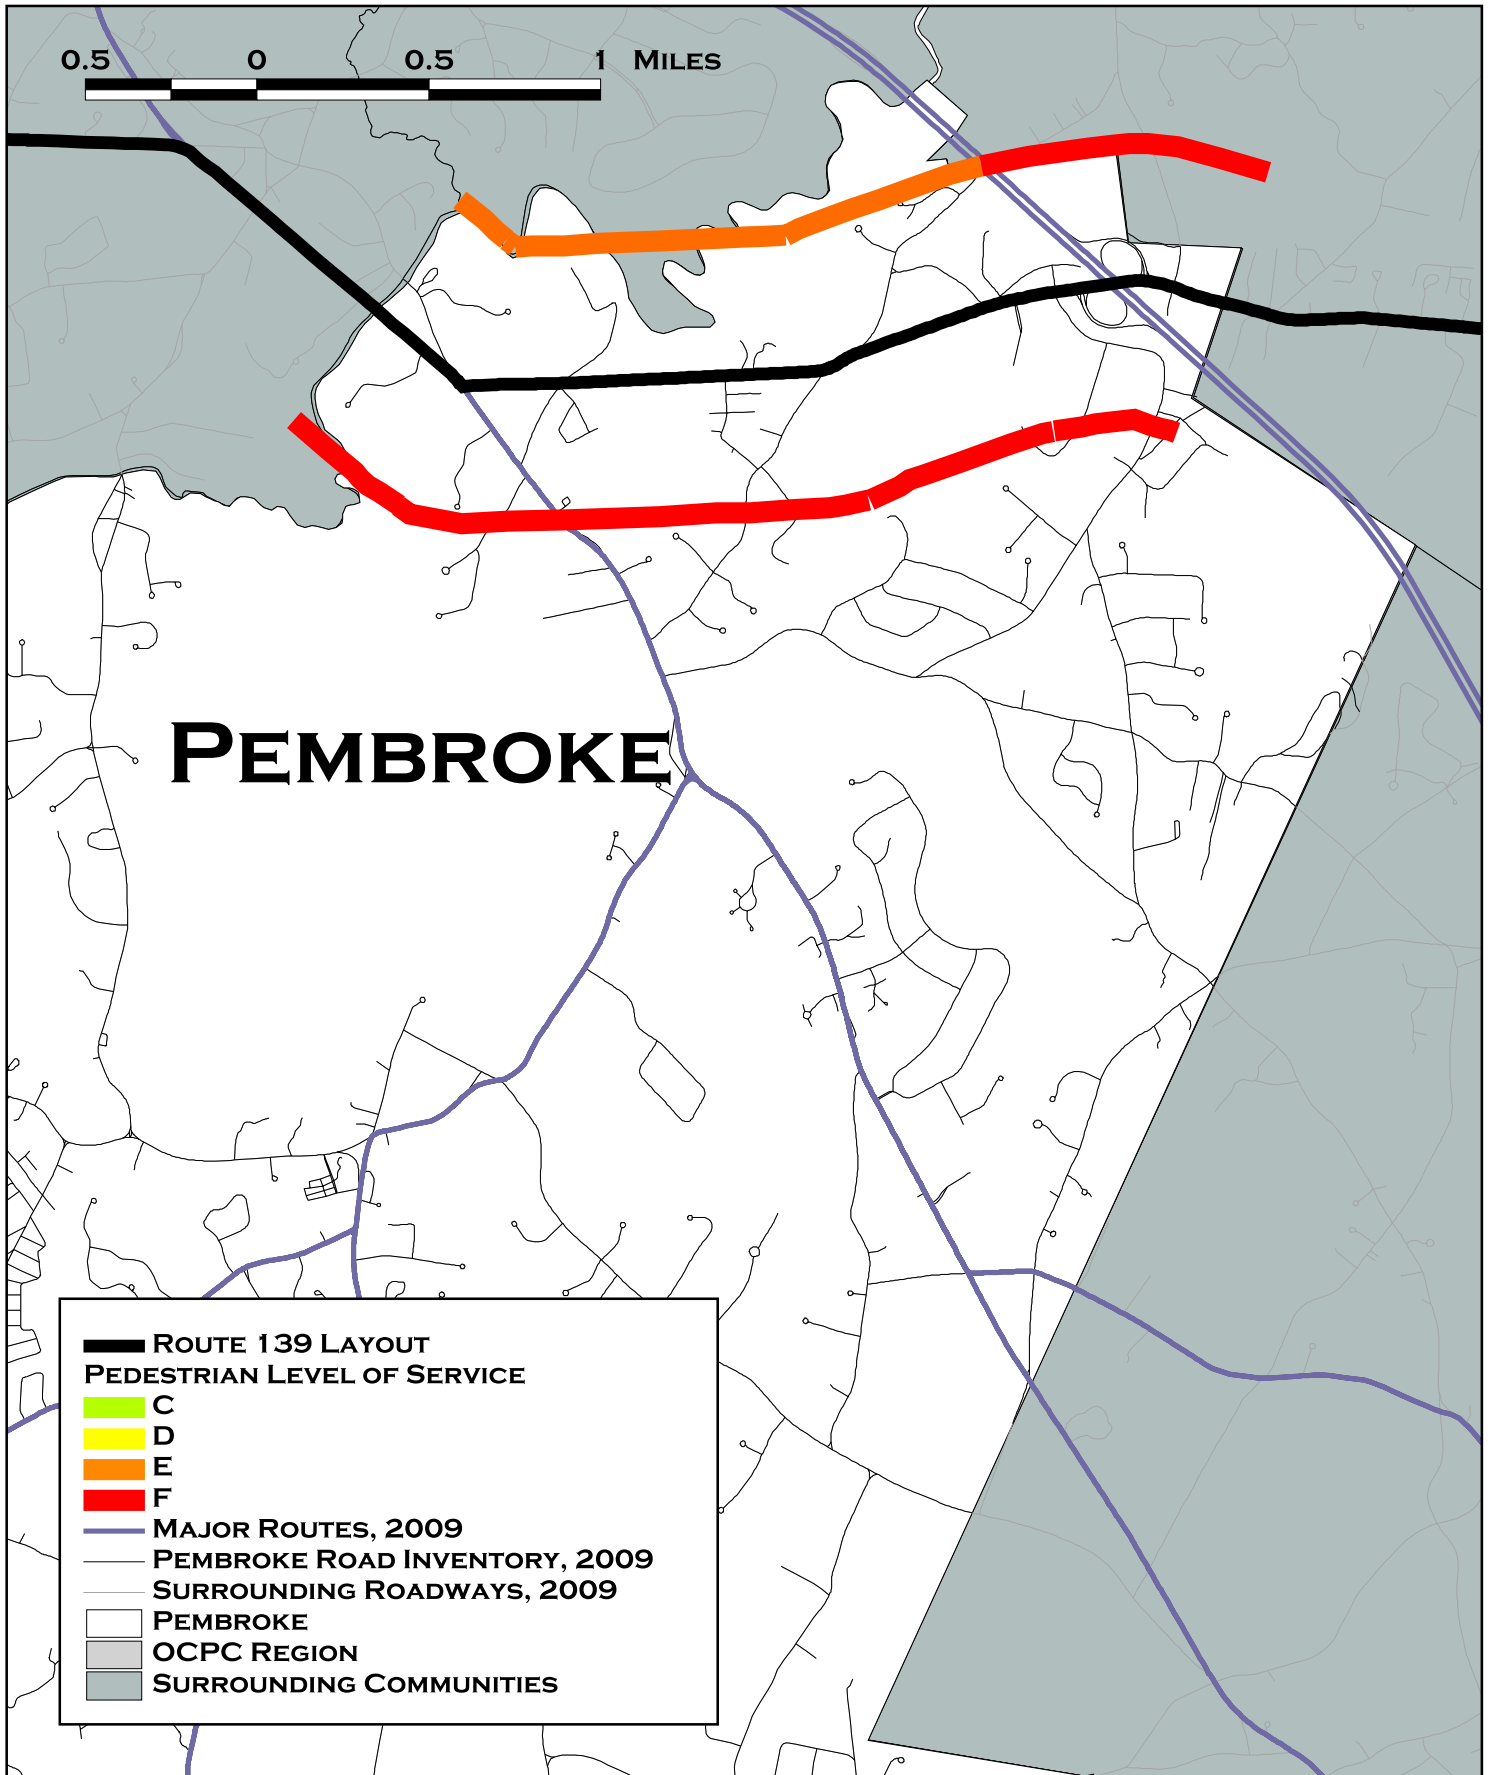 0.5 0 0.5 1 Miles
Pembroke
Route 139 Layout
Pedestrian Level of Service
C
D
E
F
Major Routes, 2009
Pembroke Road Inventory, 2009
Surrounding Roadways, 2009
Pembroke
OCPC Region
Surrounding Communities